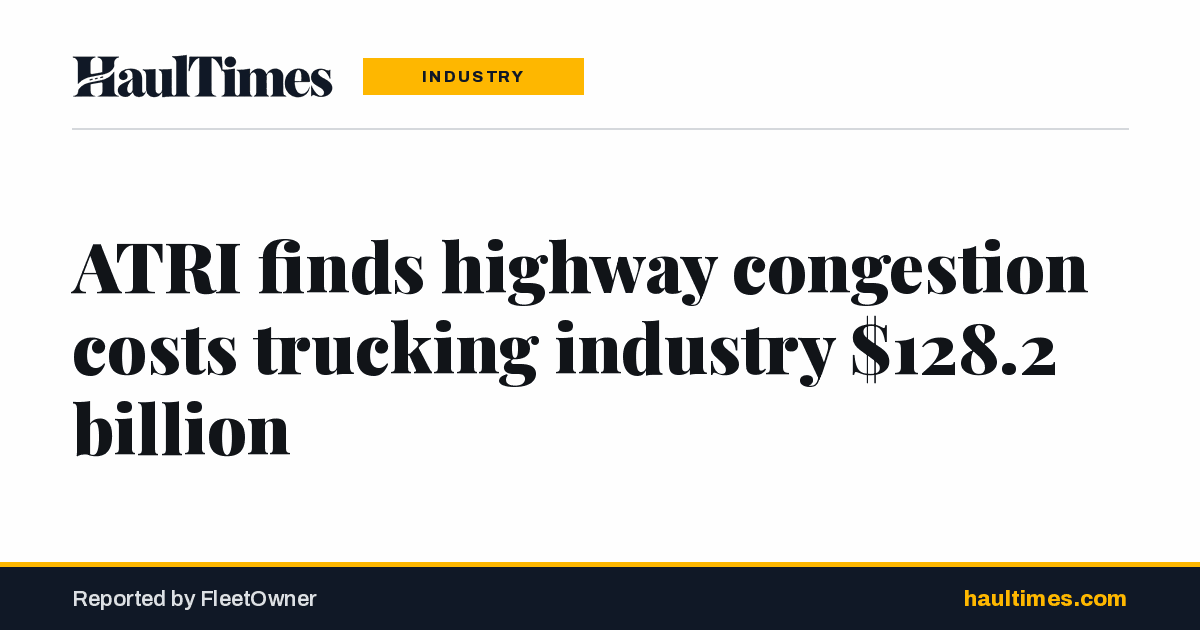 HaulTimes
INDUSTRY
ATRI finds highway congestion
costs trucking industry $128.2
billion
Reported by FleetOwner
haultimes.com